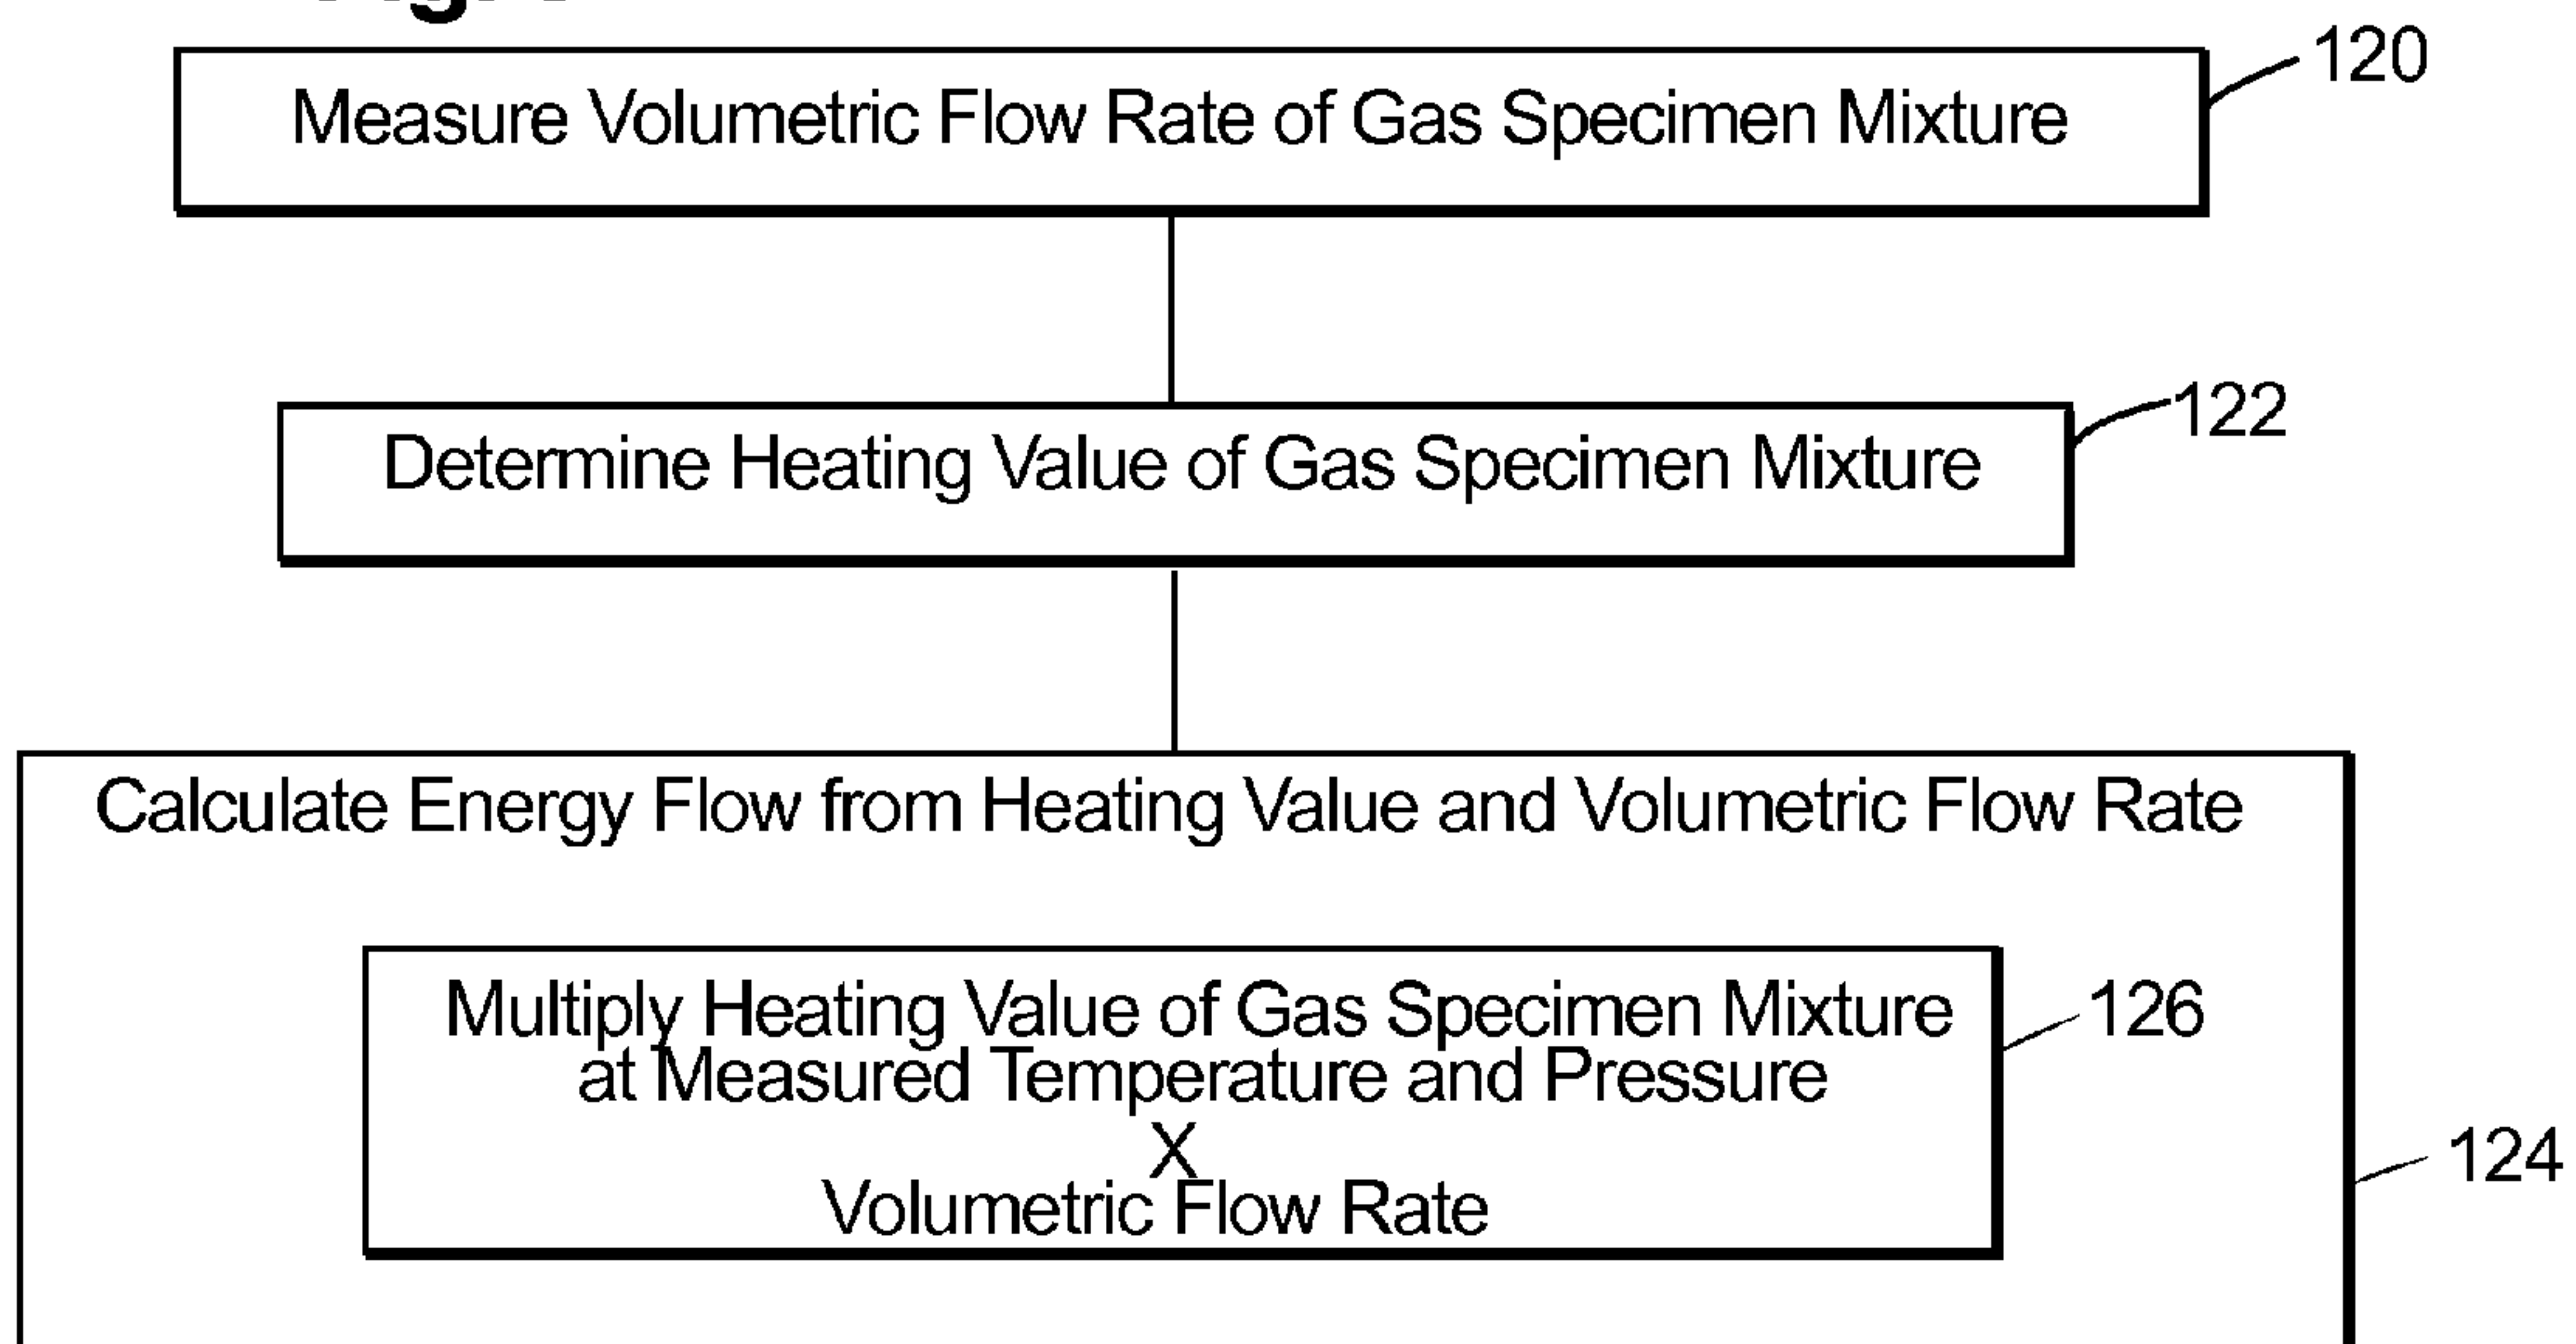 Measure Volumetric Flow Rate of Gas Specimen Mixture
120
Determine Heating Value of Gas Specimen Mixture
122
Calculate Energy Flow from Heating Value and Volumetric Flow Rate
Multiply Heating Value of Gas Specimen Mixture
at Measured Temperature and Pressure
X
Volumetric Flow Rate
126
124